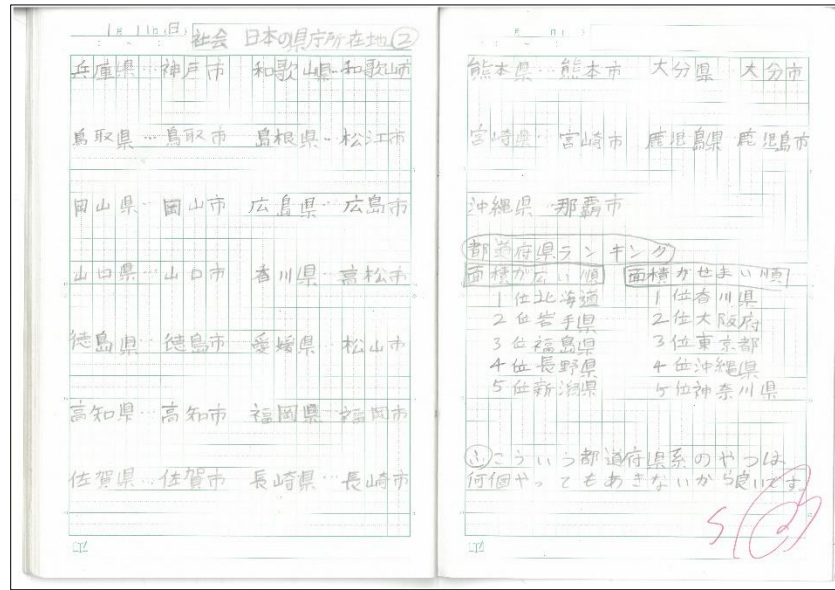 1月11日(日)
社会 日本の県庁所在地②
兵庫県…神戸市 和歌山県…和歌山市
鳥取県…鳥取市 島根県…松江市
岡山県…岡山市 広島県…広島市
山口県…山口市 香川県…高松市
徳島県…徳島市 愛媛県…松山市
高知県…高知市 福岡県…福岡市
佐賀県…佐賀市 長崎県…長崎市
月 日
熊本県…熊本市 大分県…大分市
宮崎県…宮崎市 鹿児島県…鹿児島市
沖縄県…那覇市
都道府県ランキング
面積が広い順 面積がせまい順
1位北海道 1位香川県
2位岩手県 2位大阪府
3位福島県 3位東京都
4位長野県 4位沖縄県
5位新潟県 5位神奈川県
ふこういう都道府県系のやつは
何個やってもあきないから良いです。
5